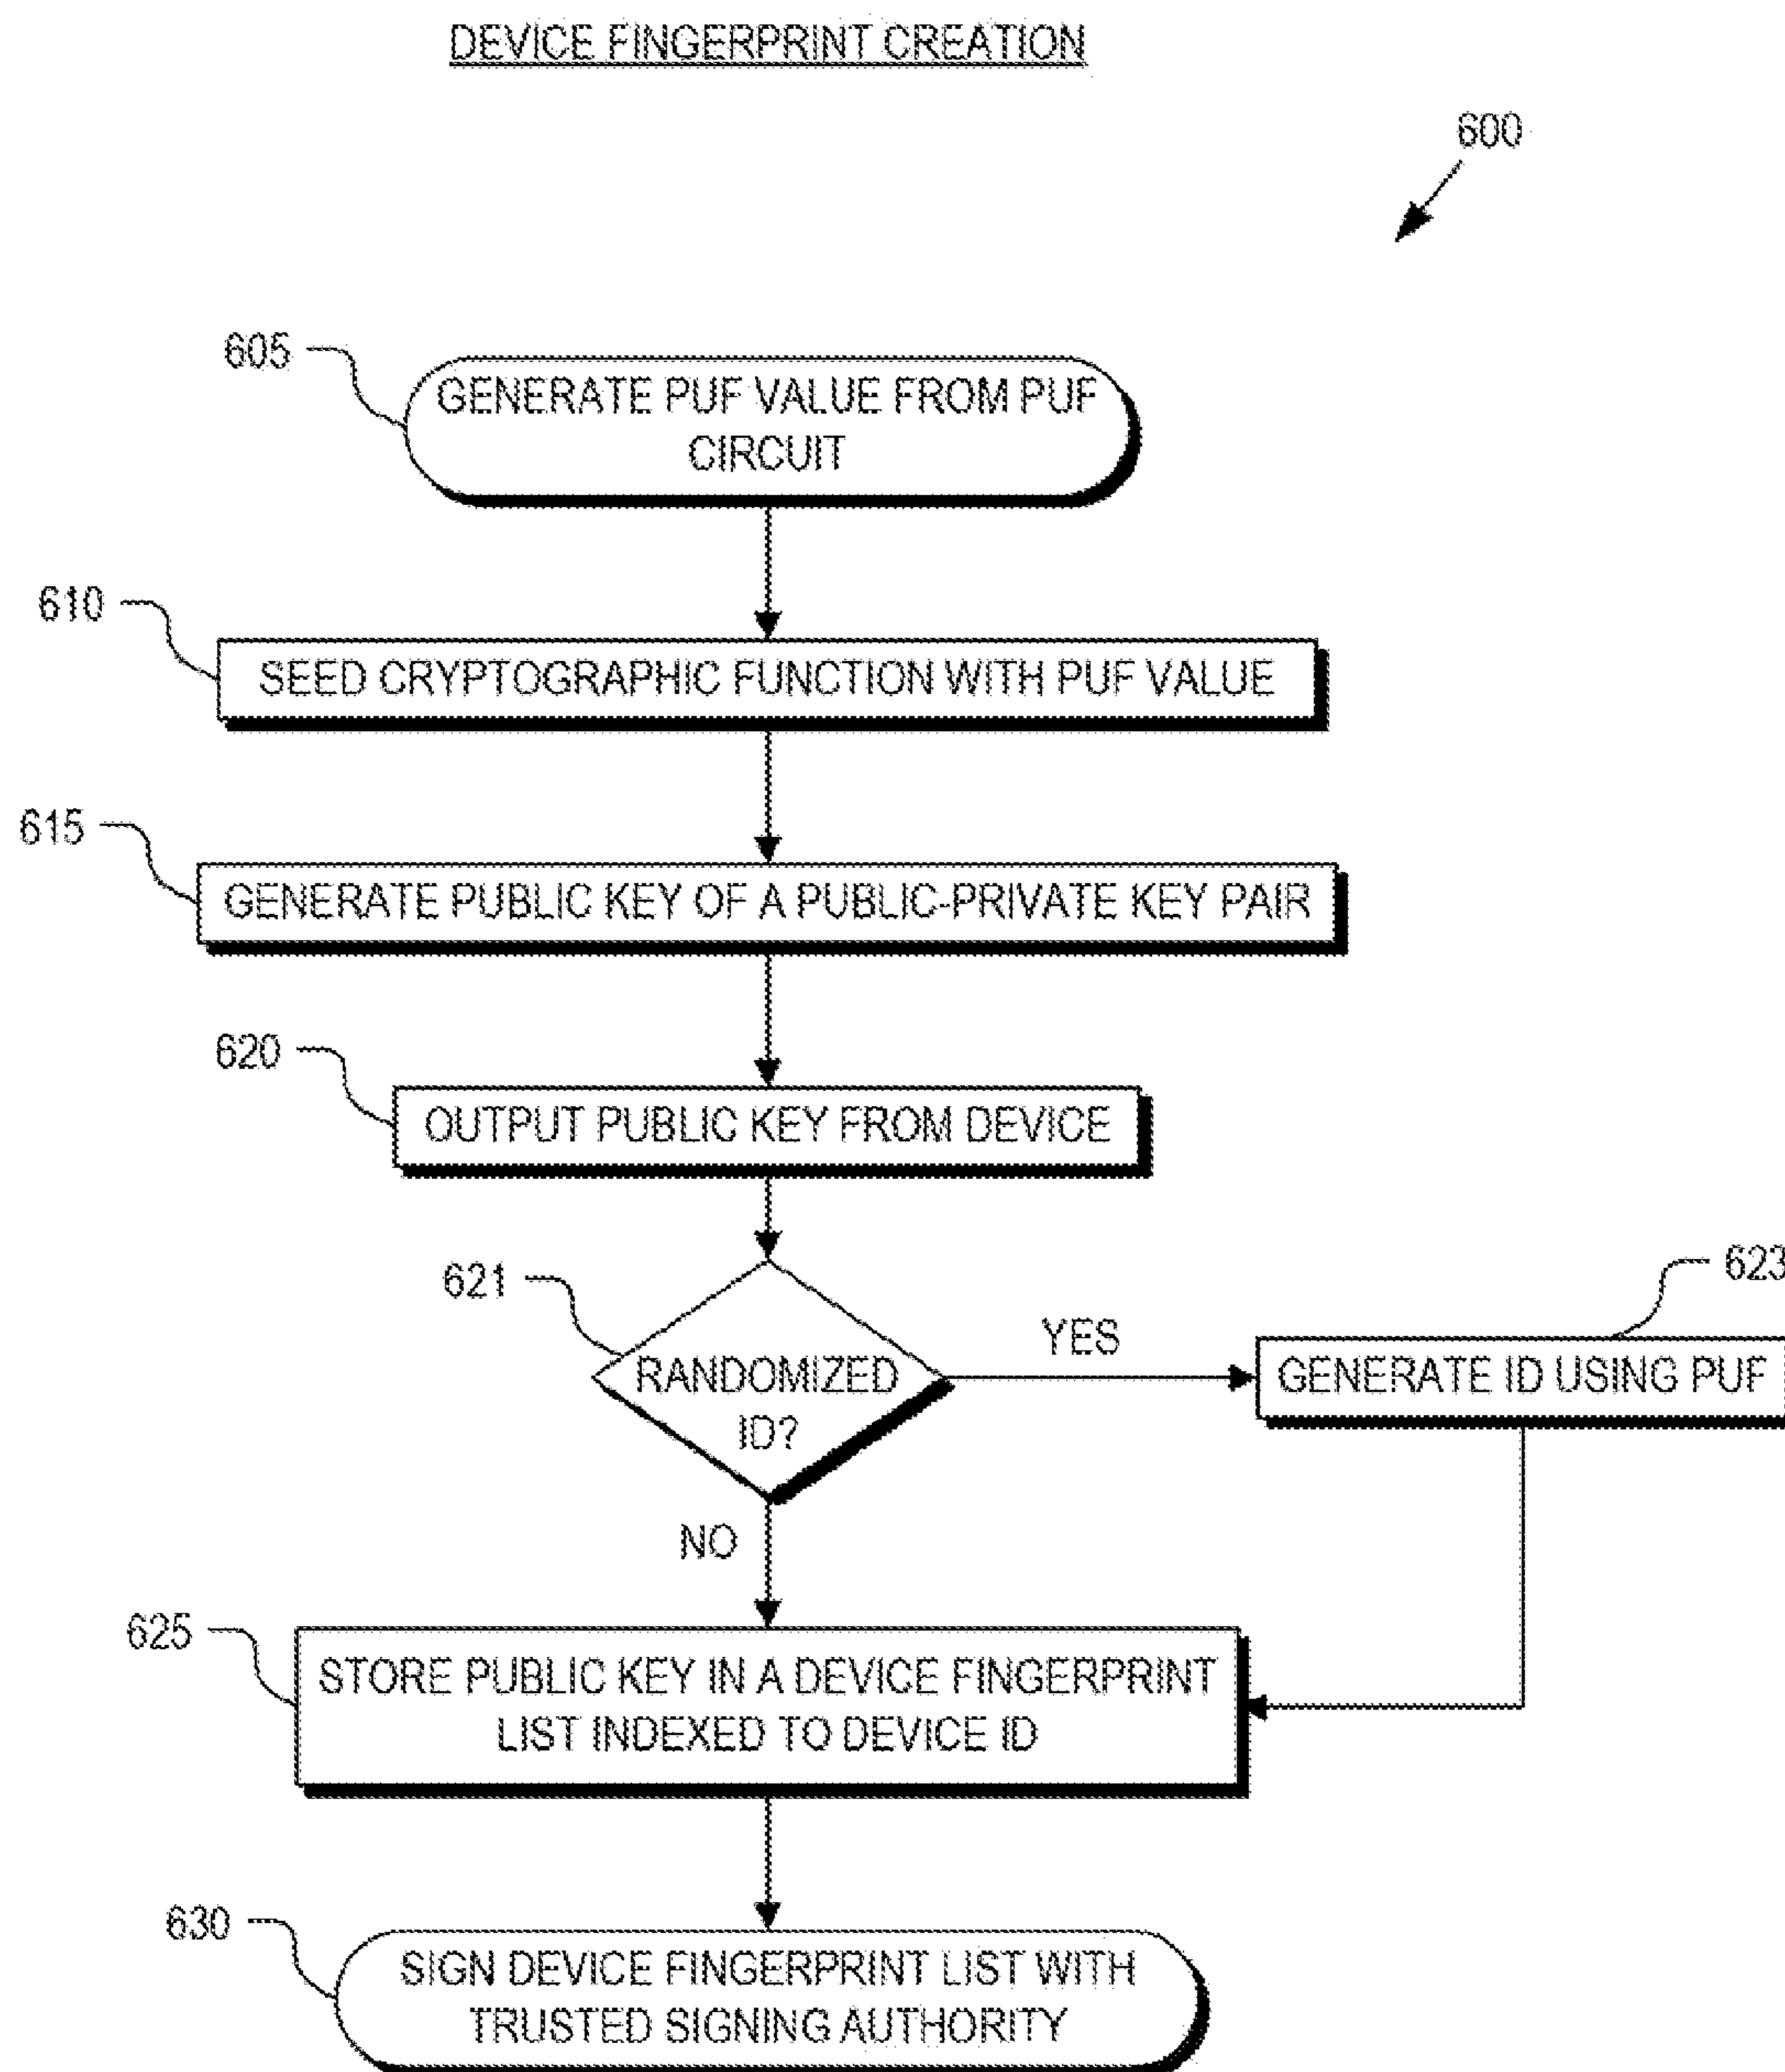 DEVICE FINGERPRINT CREATION
600
605
GENERATE PUF VALUE FROM PUF
CIRCUIT
610
SEED CRYPTOGRAPHIC FUNCTION WITH PUF VALUE
615
GENERATE PUBLIC KEY OF A PUBLIC-PRIVATE KEY PAIR
620
OUTPUT PUBLIC KEY FROM DEVICE
621
RANDOMIZED
ID?
YES
623
GENERATE ID USING PUF
NO
625
STORE PUBLIC KEY IN A DEVICE FINGERPRINT
LIST INDEXED TO DEVICE ID
630
SIGN DEVICE FINGERPRINT LIST WITH
TRUSTED SIGNING AUTHORITY